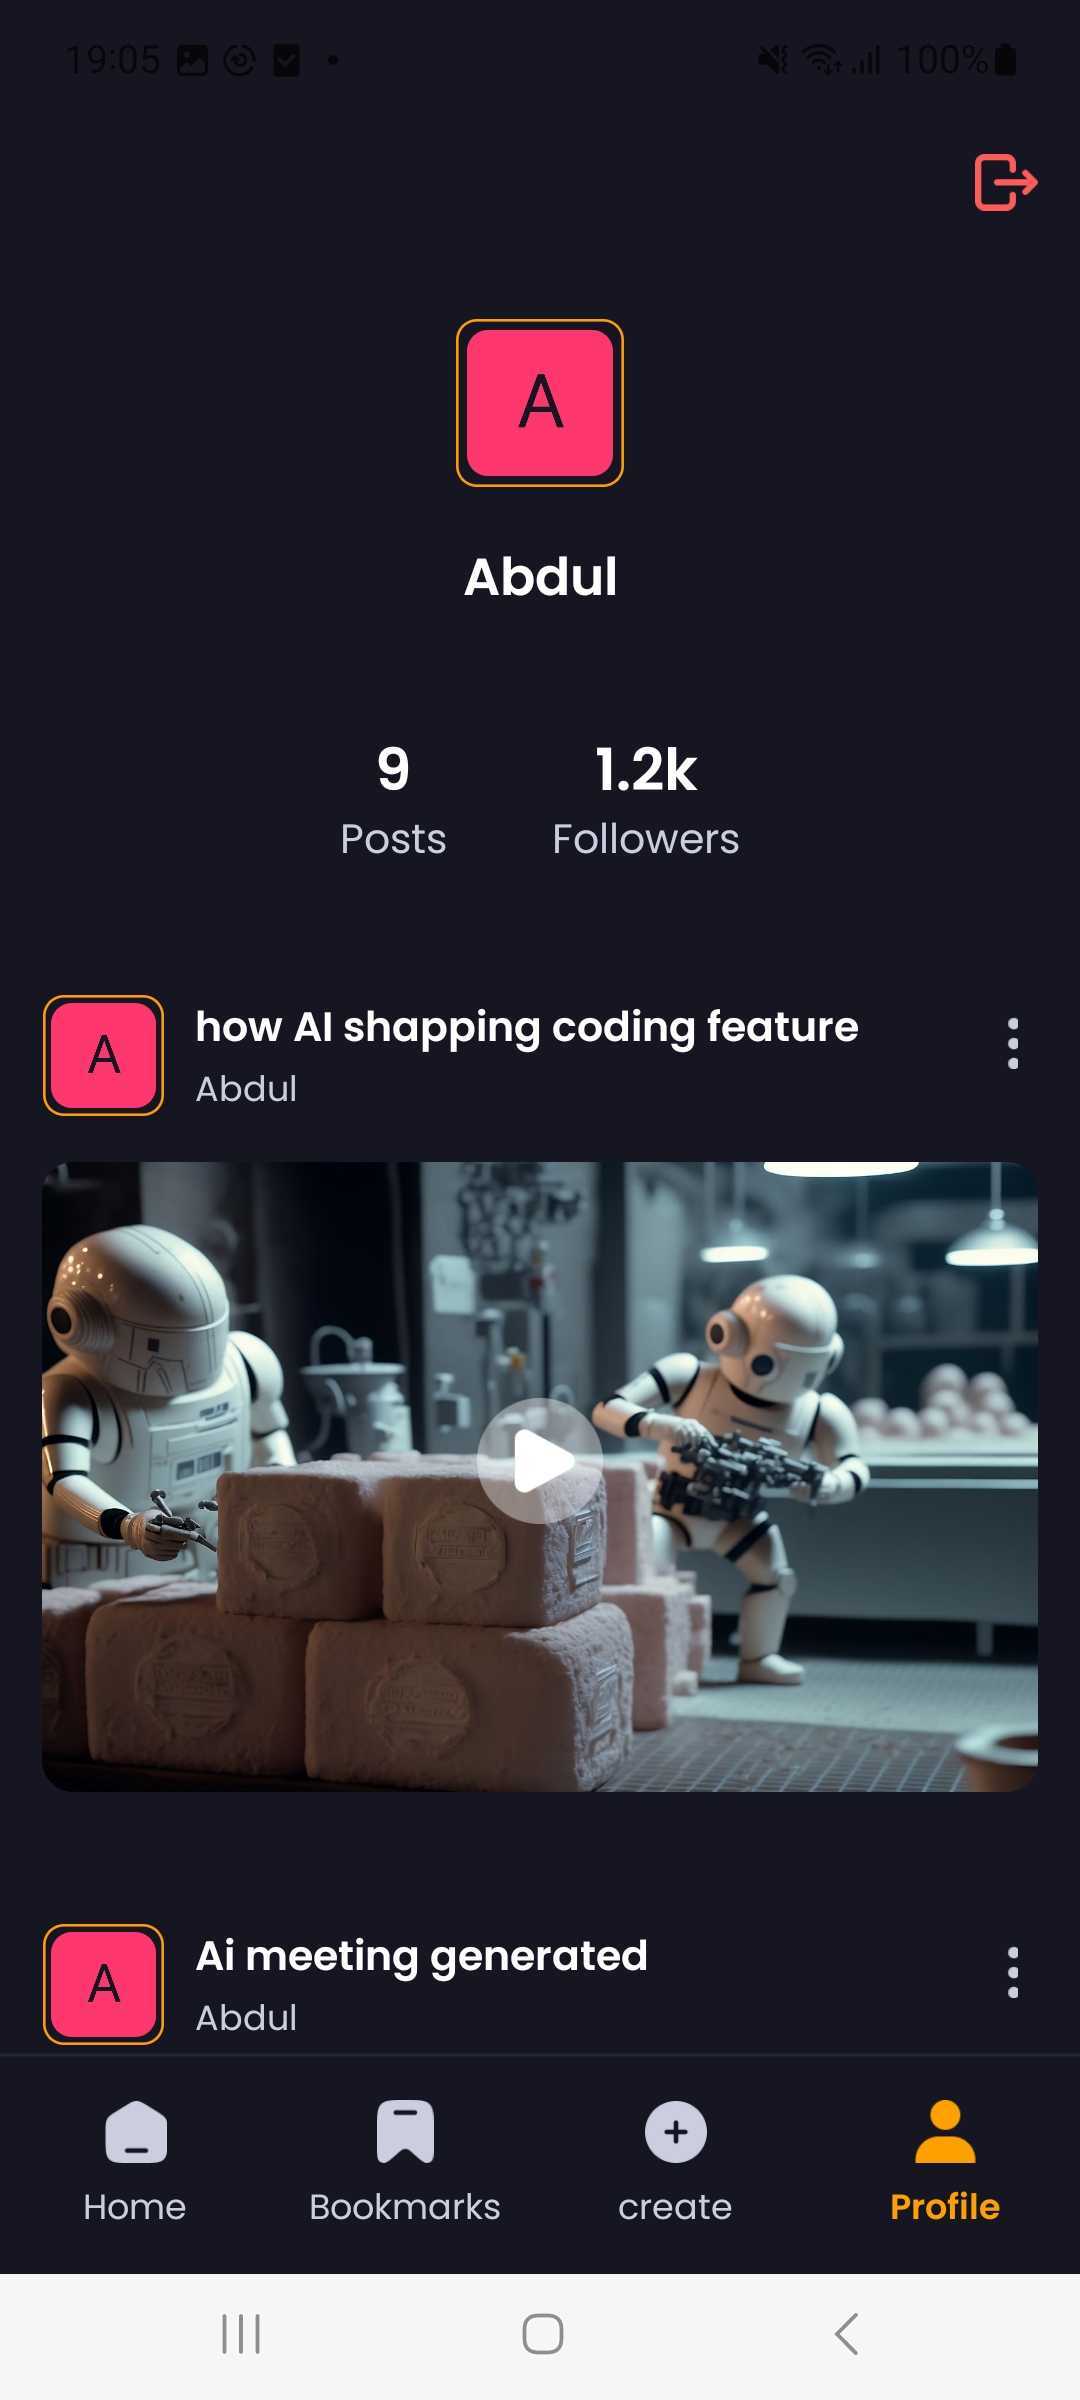 19:05
100%
A
Abdul
9
Posts
1.2k
Followers
A
how AI shapping coding feature
Abdul
A
Ai meeting generated
Abdul
Home
Bookmarks
create
Profile